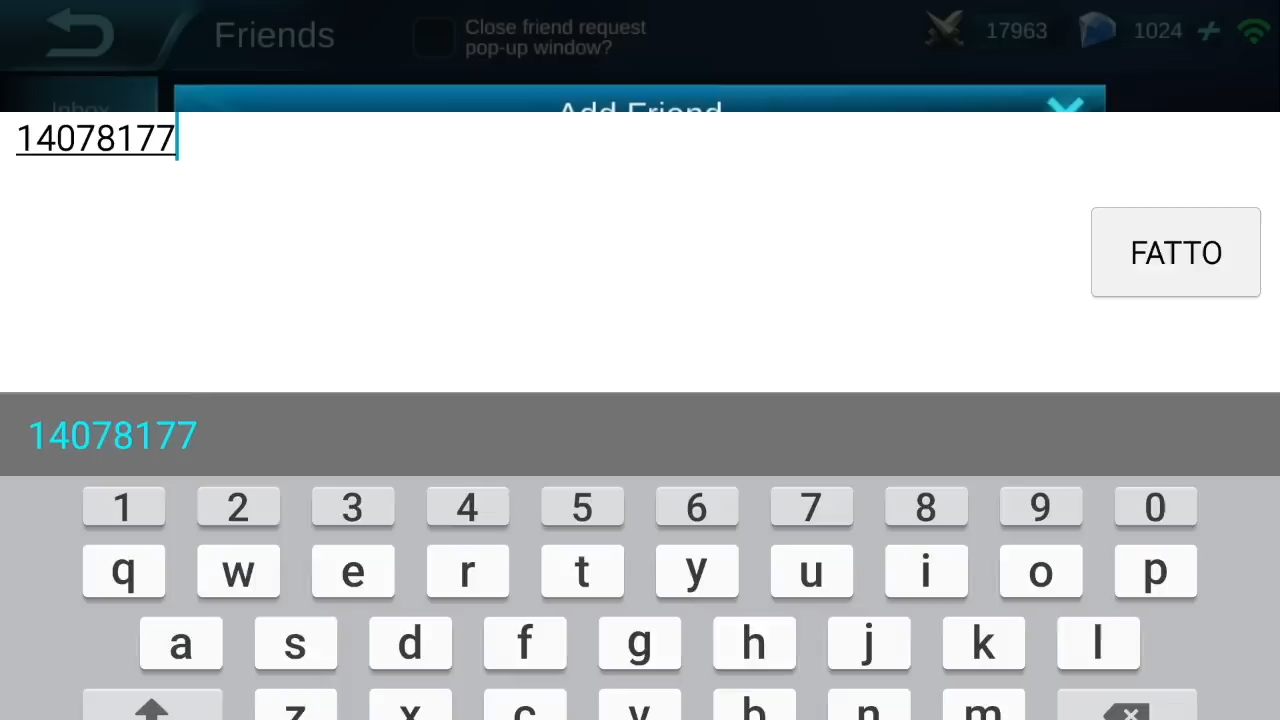 Friends
Close friend request
pop-up window?
17963
1024
Inbox
Add Friend
14078177
FATTO
14078177
1 2 3 4 5 6 7 8 9 0
q w e r t y u i o p
a s d f g h j k l
z x c v b n m